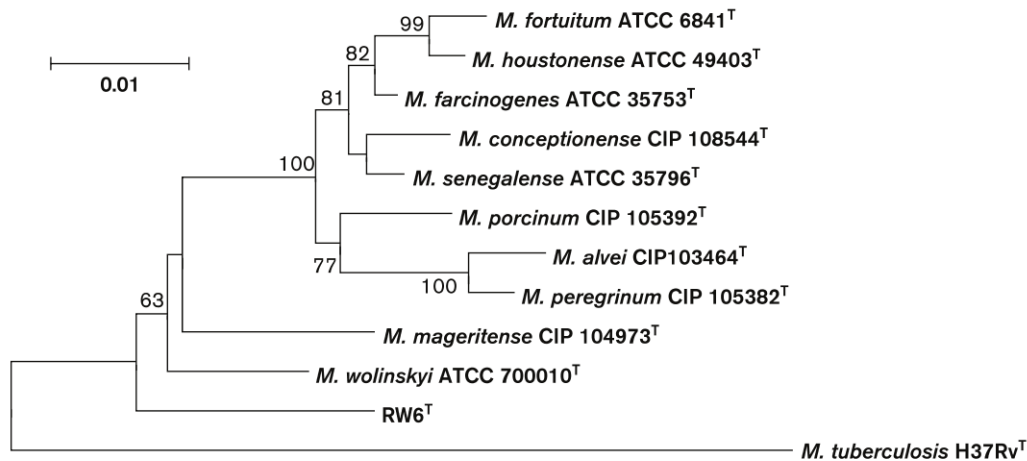 99 M. fortuitum ATCC 6841ᵀ
82 M. houstonense ATCC 49403ᵀ
0.01
81 M. farcinogenes ATCC 35753ᵀ
M. conceptionense CIP 108544ᵀ
100 M. senegalense ATCC 35796ᵀ
M. porcinum CIP 105392ᵀ
77 M. alvei CIP103464ᵀ
100 M. peregrinum CIP 105382ᵀ
63 M. mageritense CIP 104973ᵀ
M. wolinskyi ATCC 700010ᵀ
RW6ᵀ
M. tuberculosis H37Rvᵀ